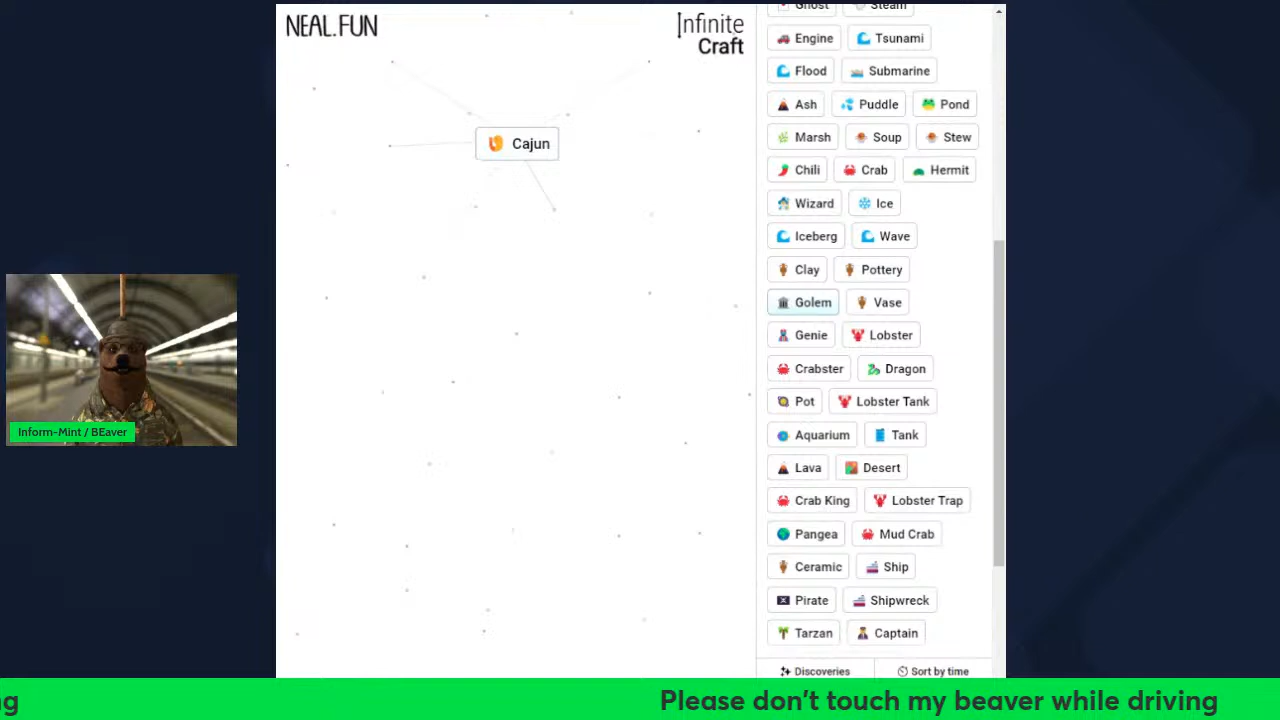 NEAL.FUN
Infinite
Craft
Cajun
Ghost Steam
Engine Tsunami
Flood Submarine
Ash Puddle Pond
Marsh Soup Stew
Chili Crab Hermit
Wizard Ice
Iceberg Wave
Clay Pottery
Golem Vase
Genie Lobster
Crabster Dragon
Pot Lobster Tank
Aquarium Tank
Lava Desert
Crab King Lobster Trap
Pangea Mud Crab
Ceramic Ship
Pirate Shipwreck
Tarzan Captain
Discoveries Sort by time
Inform-Mint / BEaver
ng Please don't touch my beaver while driving